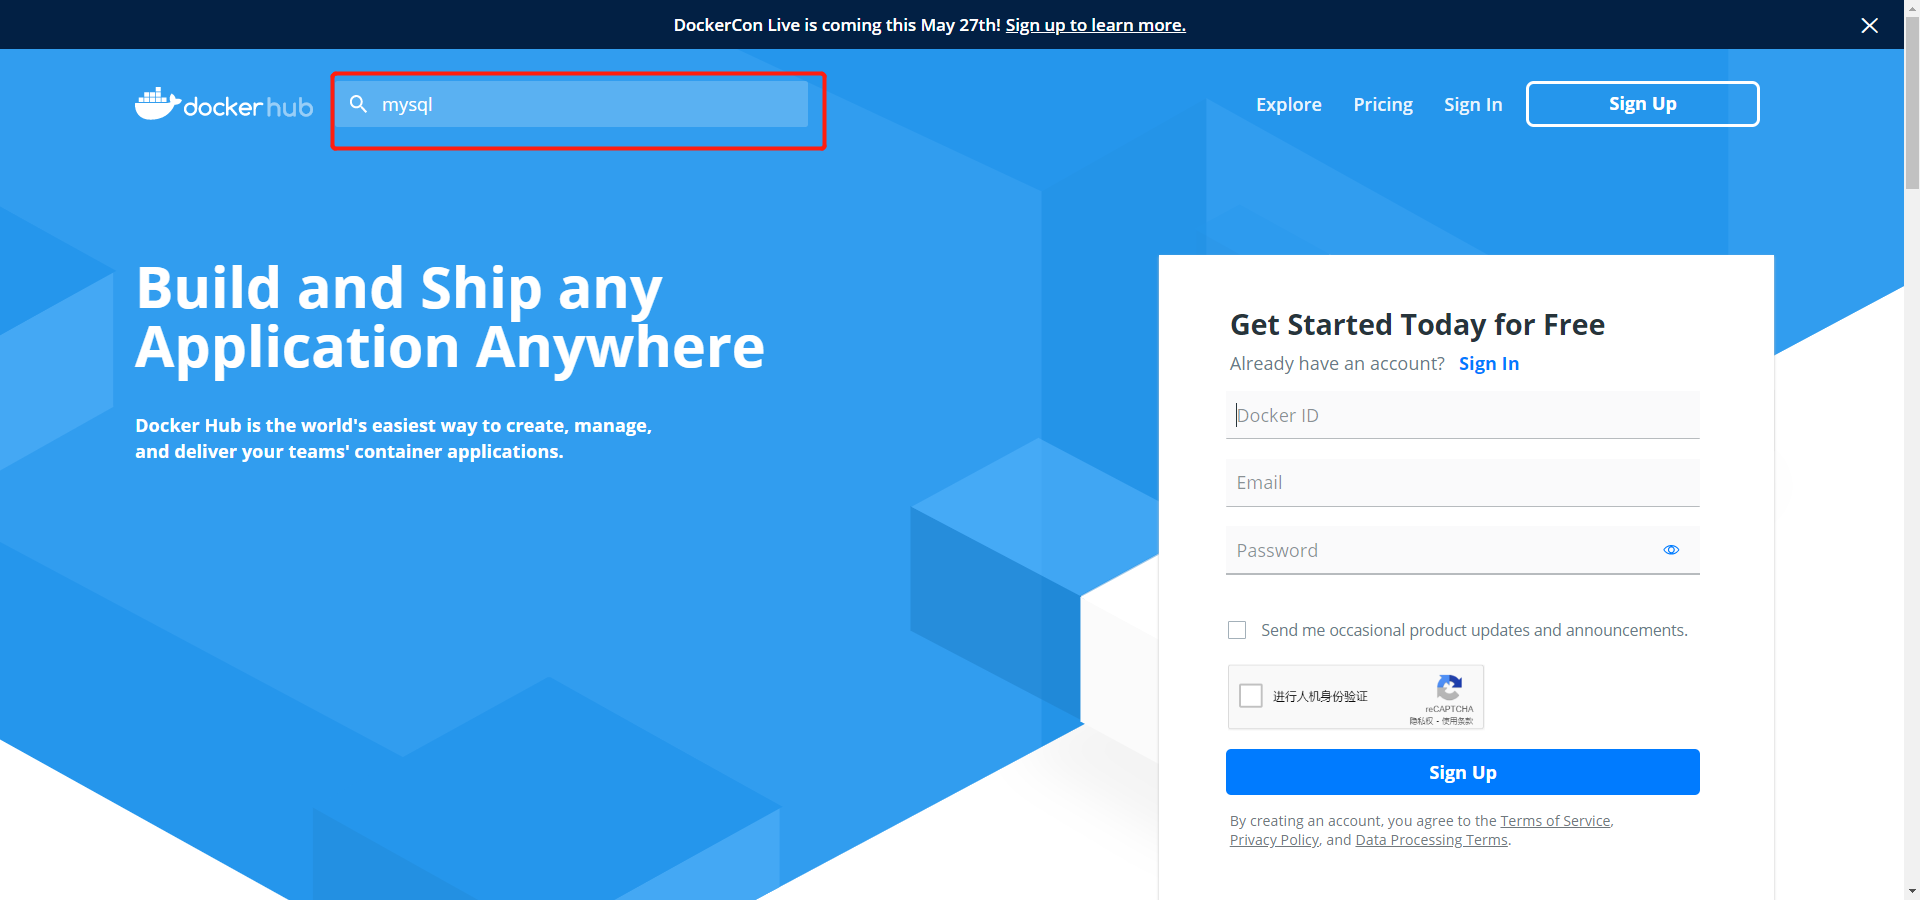 DockerCon Live is coming this May 27th! Sign up to learn more.
docker hub
mysql
Explore
Pricing
Sign In
Sign Up
Build and Ship any
Application Anywhere
Docker Hub is the world's easiest way to create, manage,
and deliver your teams' container applications.
Get Started Today for Free
Already have an account? Sign In
Docker ID
Email
Password
Send me occasional product updates and announcements.
进行人机身份验证
reCAPTCHA
隐私权 - 使用条款
Sign Up
By creating an account, you agree to the Terms of Service,
Privacy Policy, and Data Processing Terms.